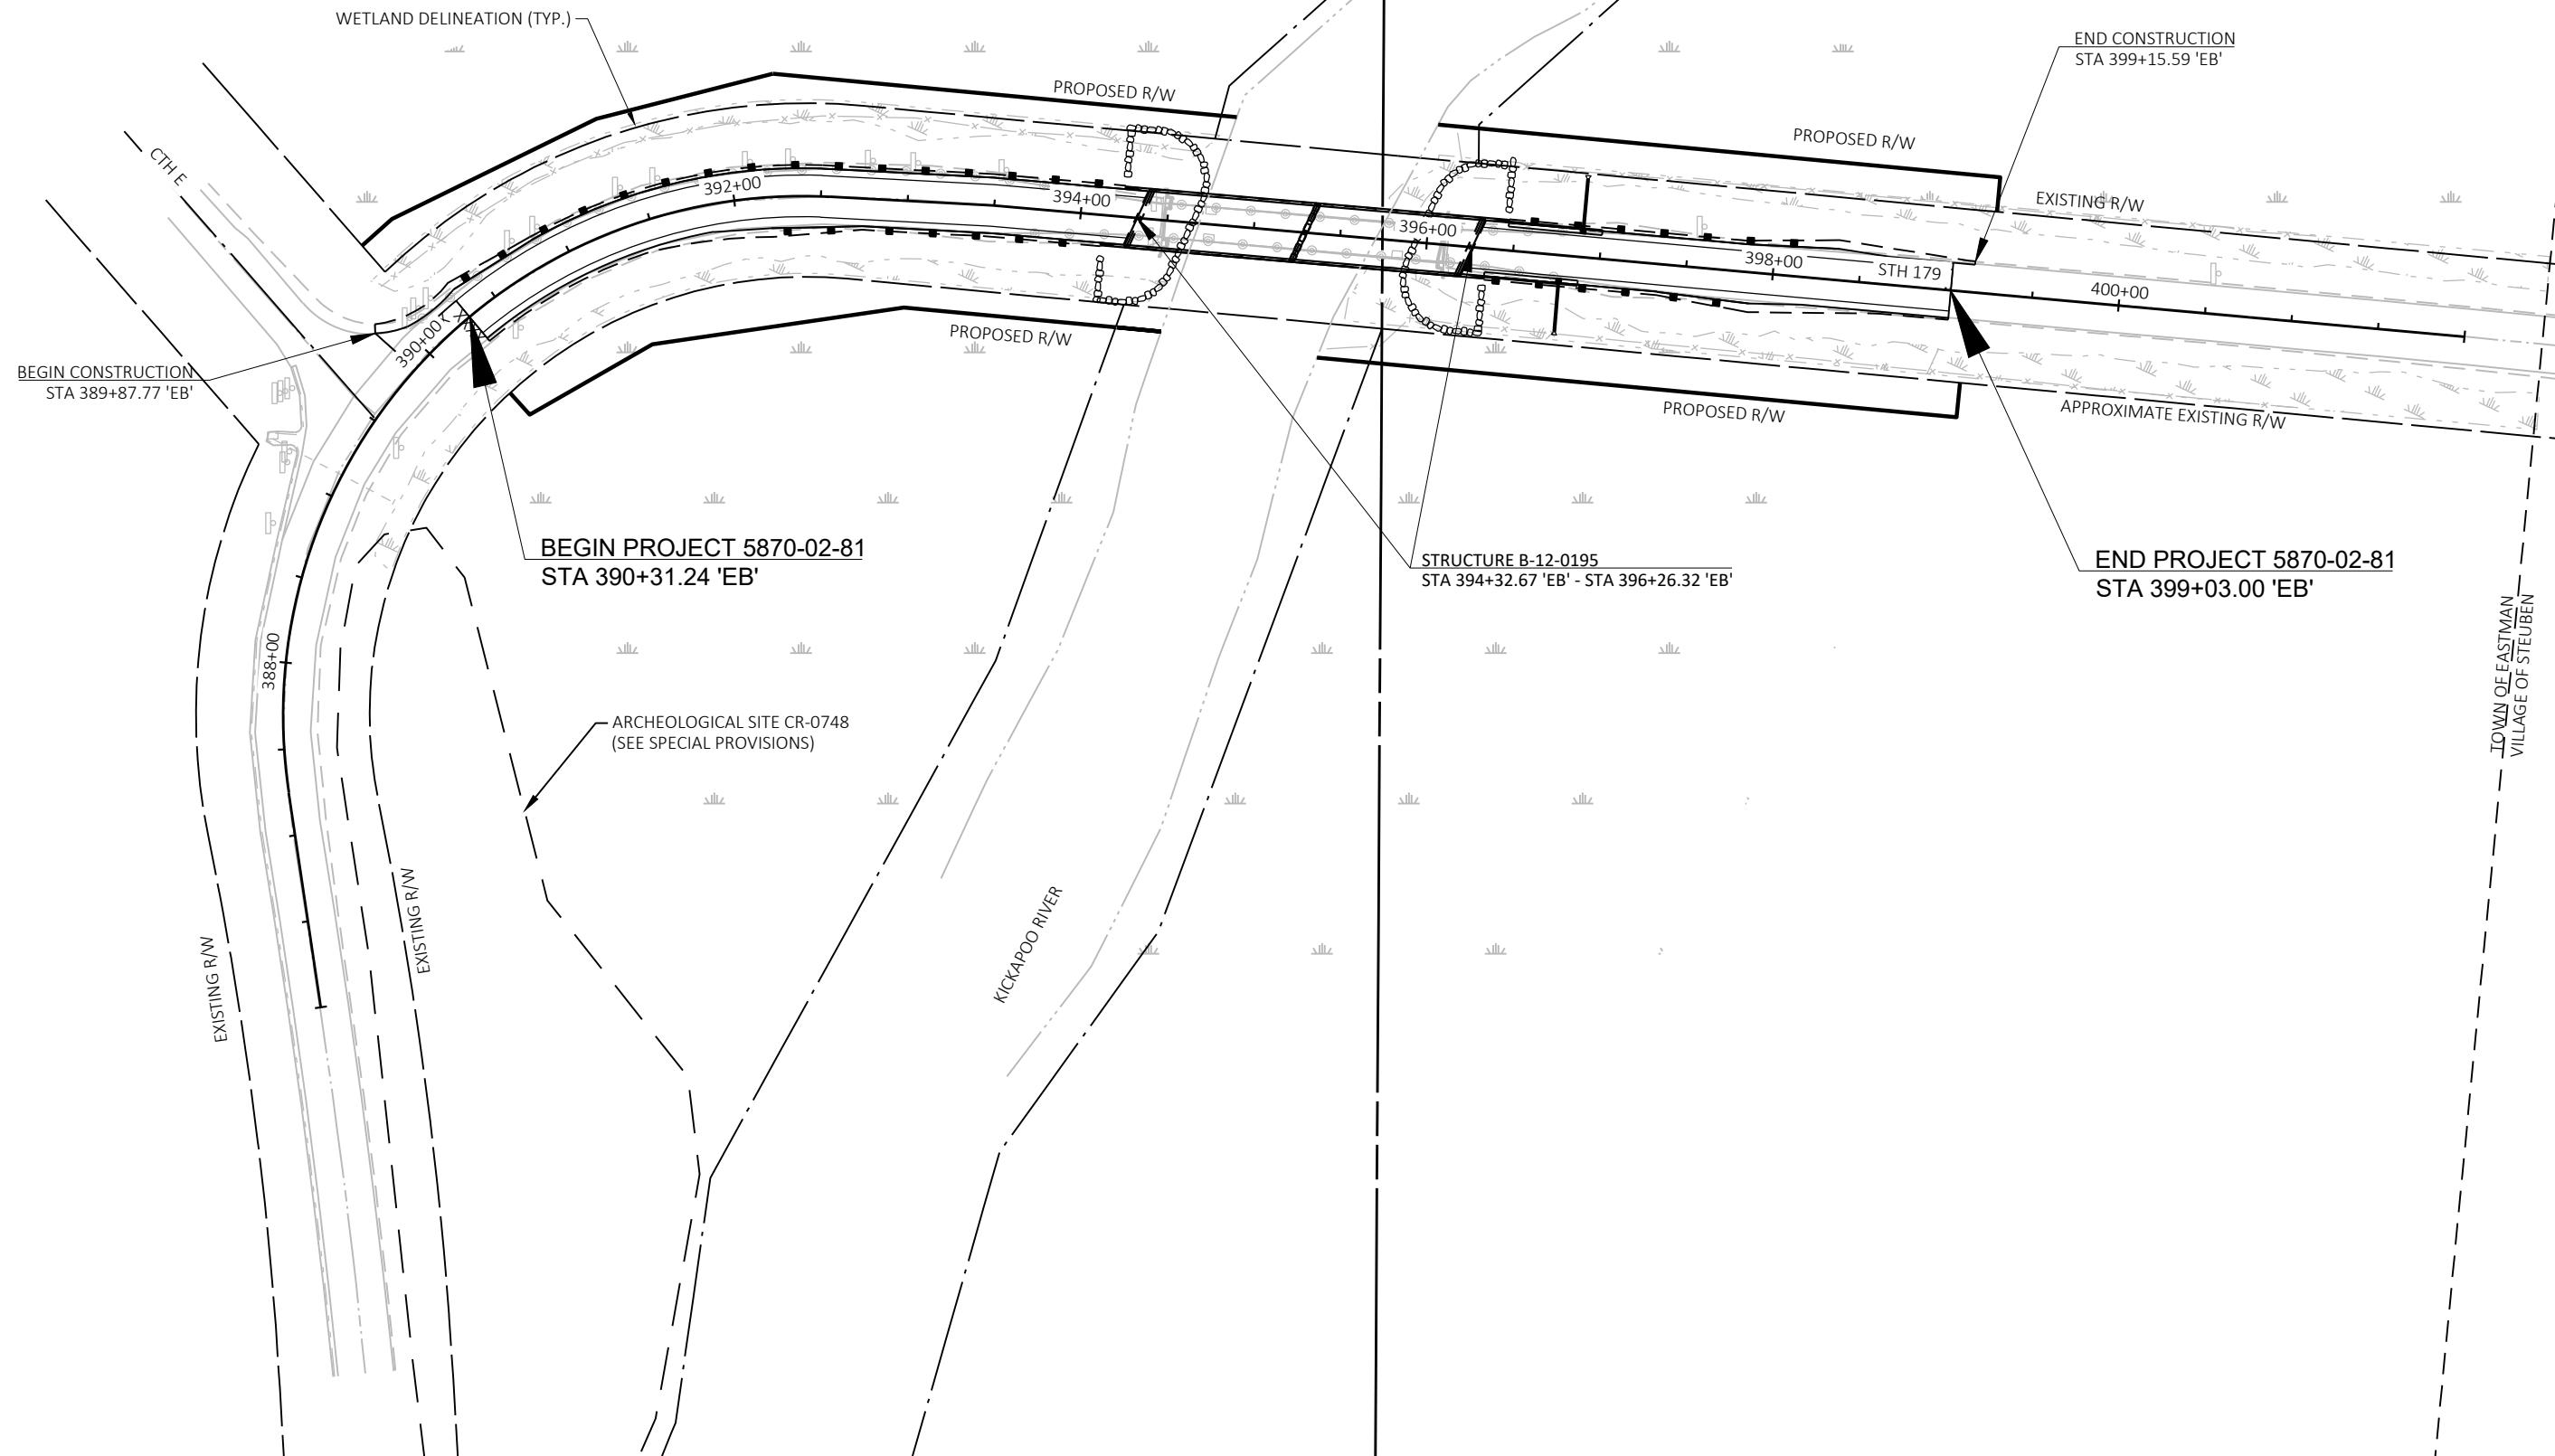 WETLAND DELINEATION (TYP.)
END CONSTRUCTION
STA 399+15.59 'EB'
PROPOSED R/W
PROPOSED R/W
CTH E
392+00
394+00
EXISTING R/W
396+00
398+00
STH 179
400+00
390+00
PROPOSED R/W
BEGIN CONSTRUCTION
STA 389+87.77 'EB'
PROPOSED R/W
APPROXIMATE EXISTING R/W
BEGIN PROJECT 5870-02-81
STA 390+31.24 'EB'
STRUCTURE B-12-0195
STA 394+32.67 'EB' - STA 396+26.32 'EB'
END PROJECT 5870-02-81
STA 399+03.00 'EB'
388+00
TOWN OF EASTMAN
VILLAGE OF STEUBEN
ARCHEOLOGICAL SITE CR-0748
(SEE SPECIAL PROVISIONS)
EXISTING R/W
EXISTING R/W
KICKAPOO RIVER